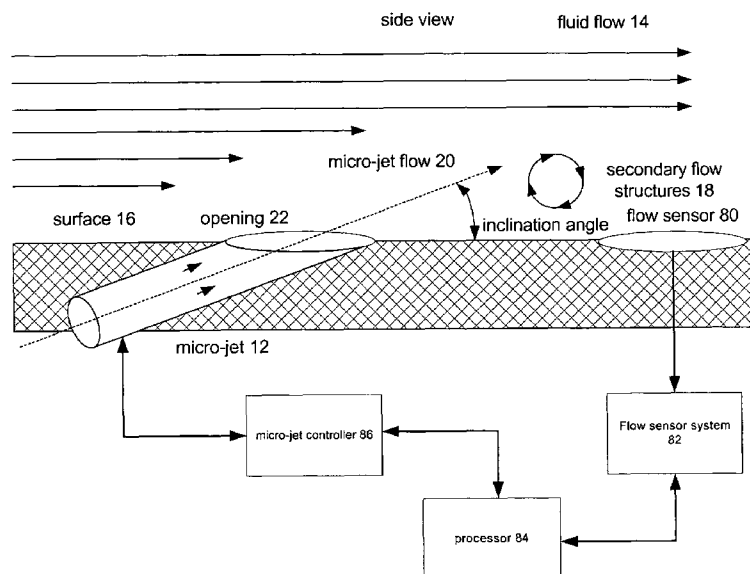 side view
fluid flow 14
micro-jet flow 20
secondary flow
structures 18
surface 16
opening 22
inclination angle
flow sensor 80
micro-jet 12
micro-jet controller 86
Flow sensor system
82
processor 84